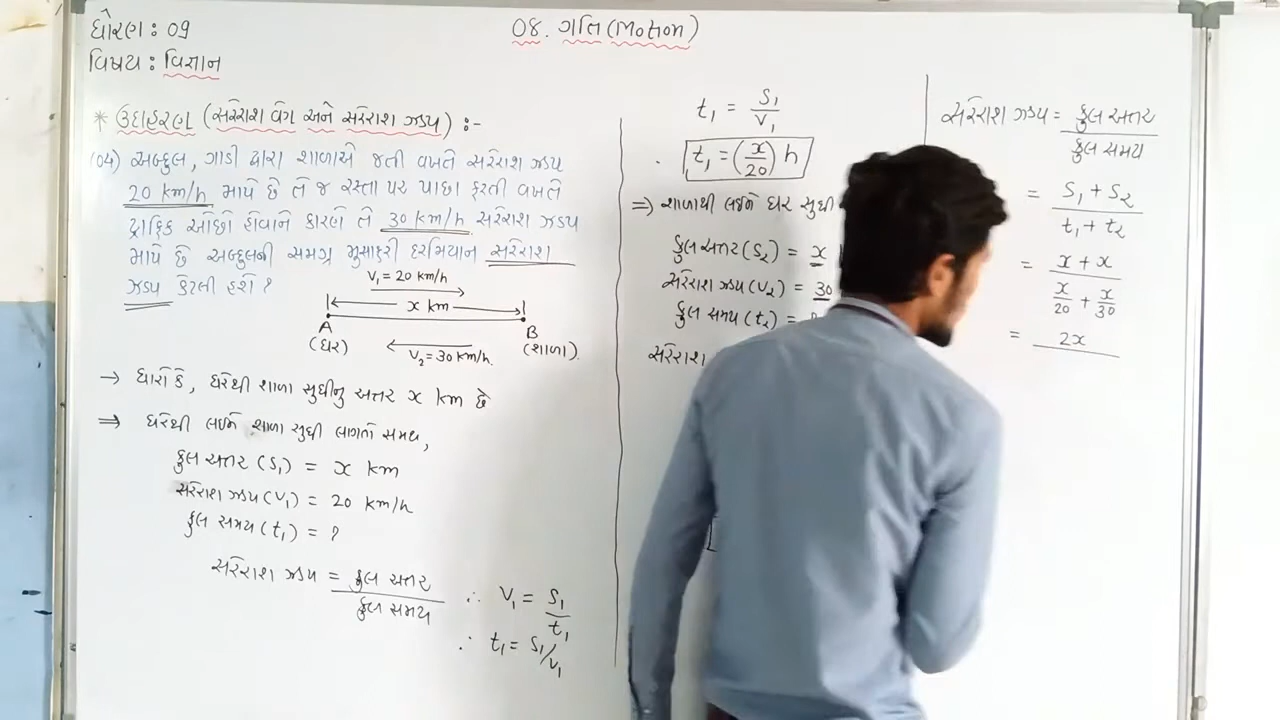 ધોરણ : 09
વિષય : વિજ્ઞાન
08. ગતિ (Motion)
* ઉદાહરણ (સરેરાશ વેગ અને સરેરાશ ઝડપ) :-
(04) અબ્દુલ, ગાડી દ્વારા શાળાએ જતી વખતે સરેરાશ ઝડપ
20 km/h માપે છે તે જ રસ્તા પર પાછા ફરતી વખતે
ટ્રાફિક ઓછો હોવાને કારણે તે 30 km/h સરેરાશ ઝડપ
માપે છે અબ્દુલની સમગ્ર મુસાફરી દરમિયાન સરેરાશ
ઝડપ કેટલી હશે ?
V₁ = 20 km/h
x km
A
B
(ઘર)
(શાળા).
V₂ = 30 km/h.
→ ધારો કે, ઘરેથી શાળા સુધીનુ અંતર x km છે
⇒ ઘરેથી લઈને શાળા સુધી લાગતો સમય,
કુલ અંતર (S₁) = x km
સરેરાશ ઝડપ (V₁) = 20 km/h
કુલ સમય (t₁) = ?
સરેરાશ ઝડપ = કુલ અંતર / કુલ સમય
∴ V₁ = S₁ / t₁
∴ t₁ = S₁/V₁
t₁ = S₁ / V₁
t₁ = (x/20) h
⇒ શાળાથી લઈને ઘર સુધી
કુલ અંતર (S₂) = x
સરેરાશ ઝડપ (V₂) = 30
કુલ સમય (t₂) =
સરેરાશ
સરેરાશ ઝડપ = કુલ અંતર / કુલ સમય
= S₁ + S₂ / t₁ + t₂
= x + x / x/20 + x/30
= 2x